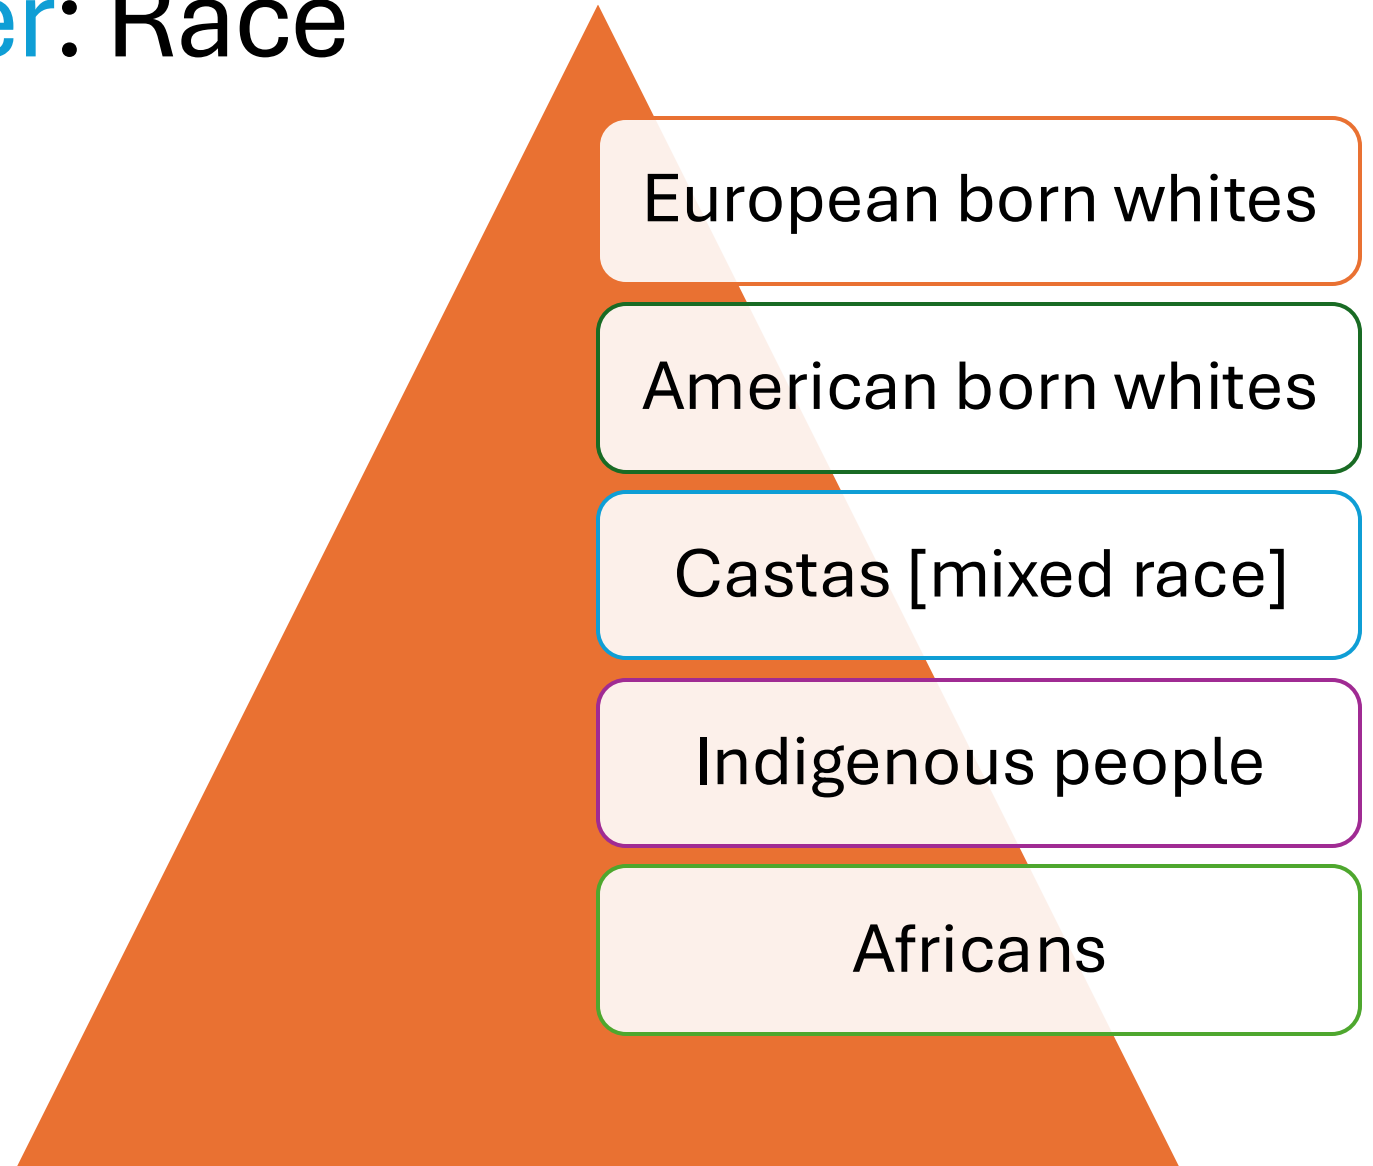 er: Race
European born whites
American born whites
Castas [mixed race]
Indigenous people
Africans